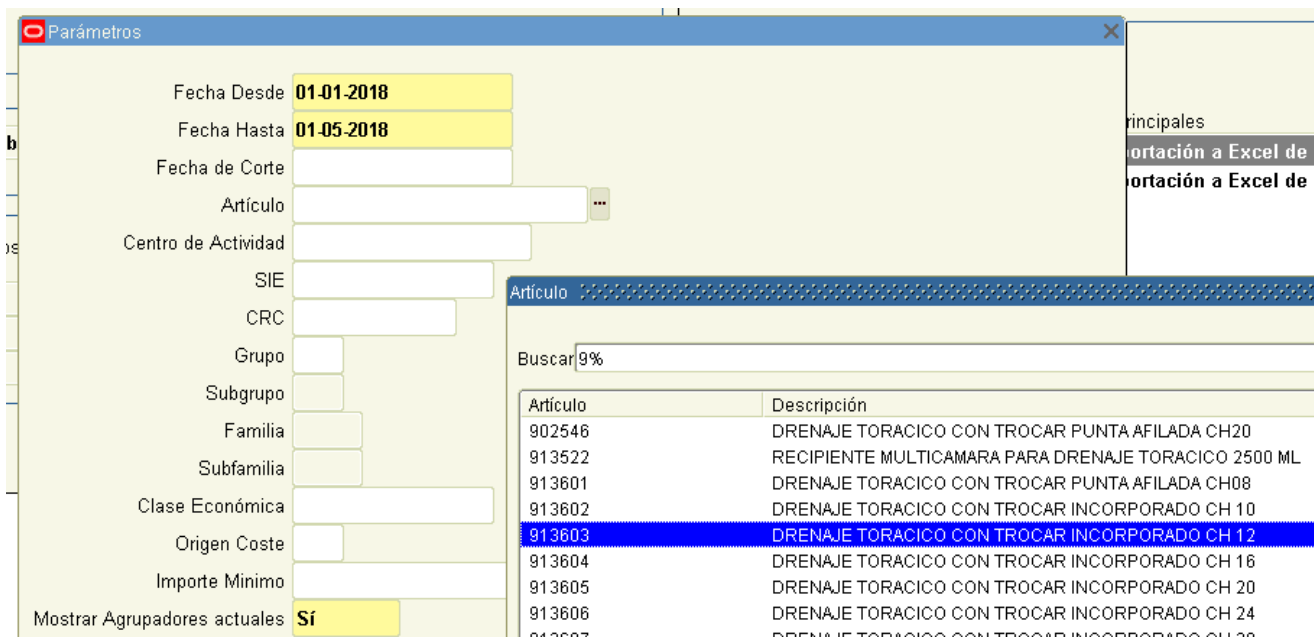 Parámetros
Fecha Desde 01-01-2018
Fecha Hasta 01-05-2018
Fecha de Corte
Artículo ...
Centro de Actividad
SIE
CRC
Grupo
Subgrupo
Familia
Subfamilia
Clase Económica
Origen Coste
Importe Minimo
Mostrar Agrupadores actuales Sí
rincipales
ortación a Excel de
portación a Excel de
Artículo
Buscar 9%
Artículo Descripción
902546 DRENAJE TORACICO CON TROCAR PUNTA AFILADA CH20
913522 RECIPIENTE MULTICAMARA PARA DRENAJE TORACICO 2500 ML
913601 DRENAJE TORACICO CON TROCAR PUNTA AFILADA CH08
913602 DRENAJE TORACICO CON TROCAR INCORPORADO CH 10
913603 DRENAJE TORACICO CON TROCAR INCORPORADO CH 12
913604 DRENAJE TORACICO CON TROCAR INCORPORADO CH 16
913605 DRENAJE TORACICO CON TROCAR INCORPORADO CH 20
913606 DRENAJE TORACICO CON TROCAR INCORPORADO CH 24